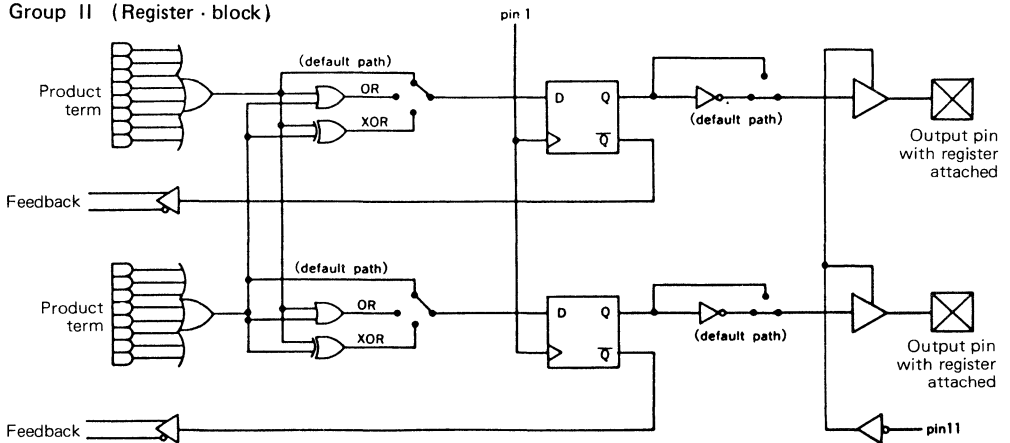 Group II (Register · block)
pin 1
(default path)
Product
term
OR
XOR
D
Q
Q̅
(default path)
Output pin
with register
attached
Feedback
(default path)
Product
term
OR
XOR
D
Q
Q̅
(default path)
Output pin
with register
attached
Feedback
pin11